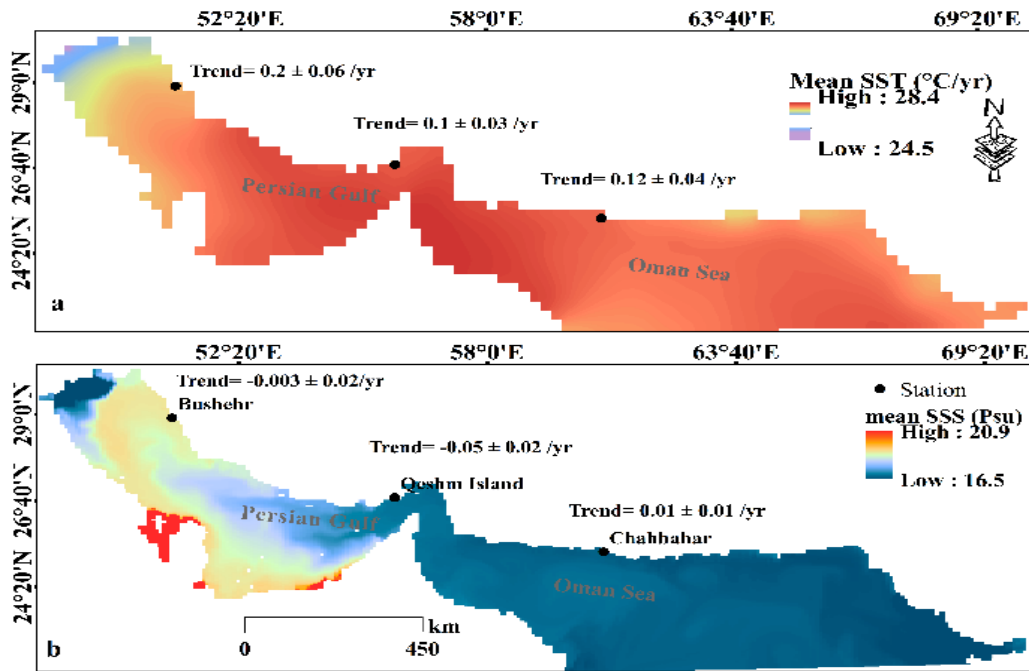 52°20'E 58°0'E 63°40'E 69°20'E
29°0'N
26°40'N
24°20'N
Trend= 0.2 ± 0.06 /yr
Trend= 0.1 ± 0.03 /yr
Trend= 0.12 ± 0.04 /yr
Mean SST (°C/yr)
High : 28.4
Low : 24.5
N
Persian Gulf
Oman Sea
a
52°20'E 58°0'E 63°40'E 69°20'E
29°0'N
26°40'N
24°20'N
Trend= -0.003 ± 0.02/yr
Bushehr
Trend= -0.05 ± 0.02 /yr
Qeshm Island
Trend= 0.01 ± 0.01 /yr
Chahbahar
Station
mean SSS (Psu)
High : 20.9
Low : 16.5
Persian Gulf
Oman Sea
km
0 450
b